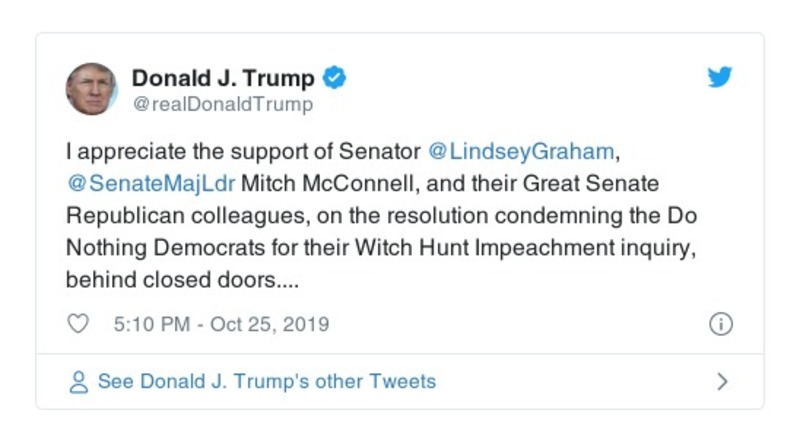 Donald J. Trump
@realDonaldTrump
I appreciate the support of Senator @LindseyGraham,
@SenateMajLdr Mitch McConnell, and their Great Senate
Republican colleagues, on the resolution condemning the Do
Nothing Democrats for their Witch Hunt Impeachment inquiry,
behind closed doors....
5:10 PM - Oct 25, 2019
See Donald J. Trump's other Tweets